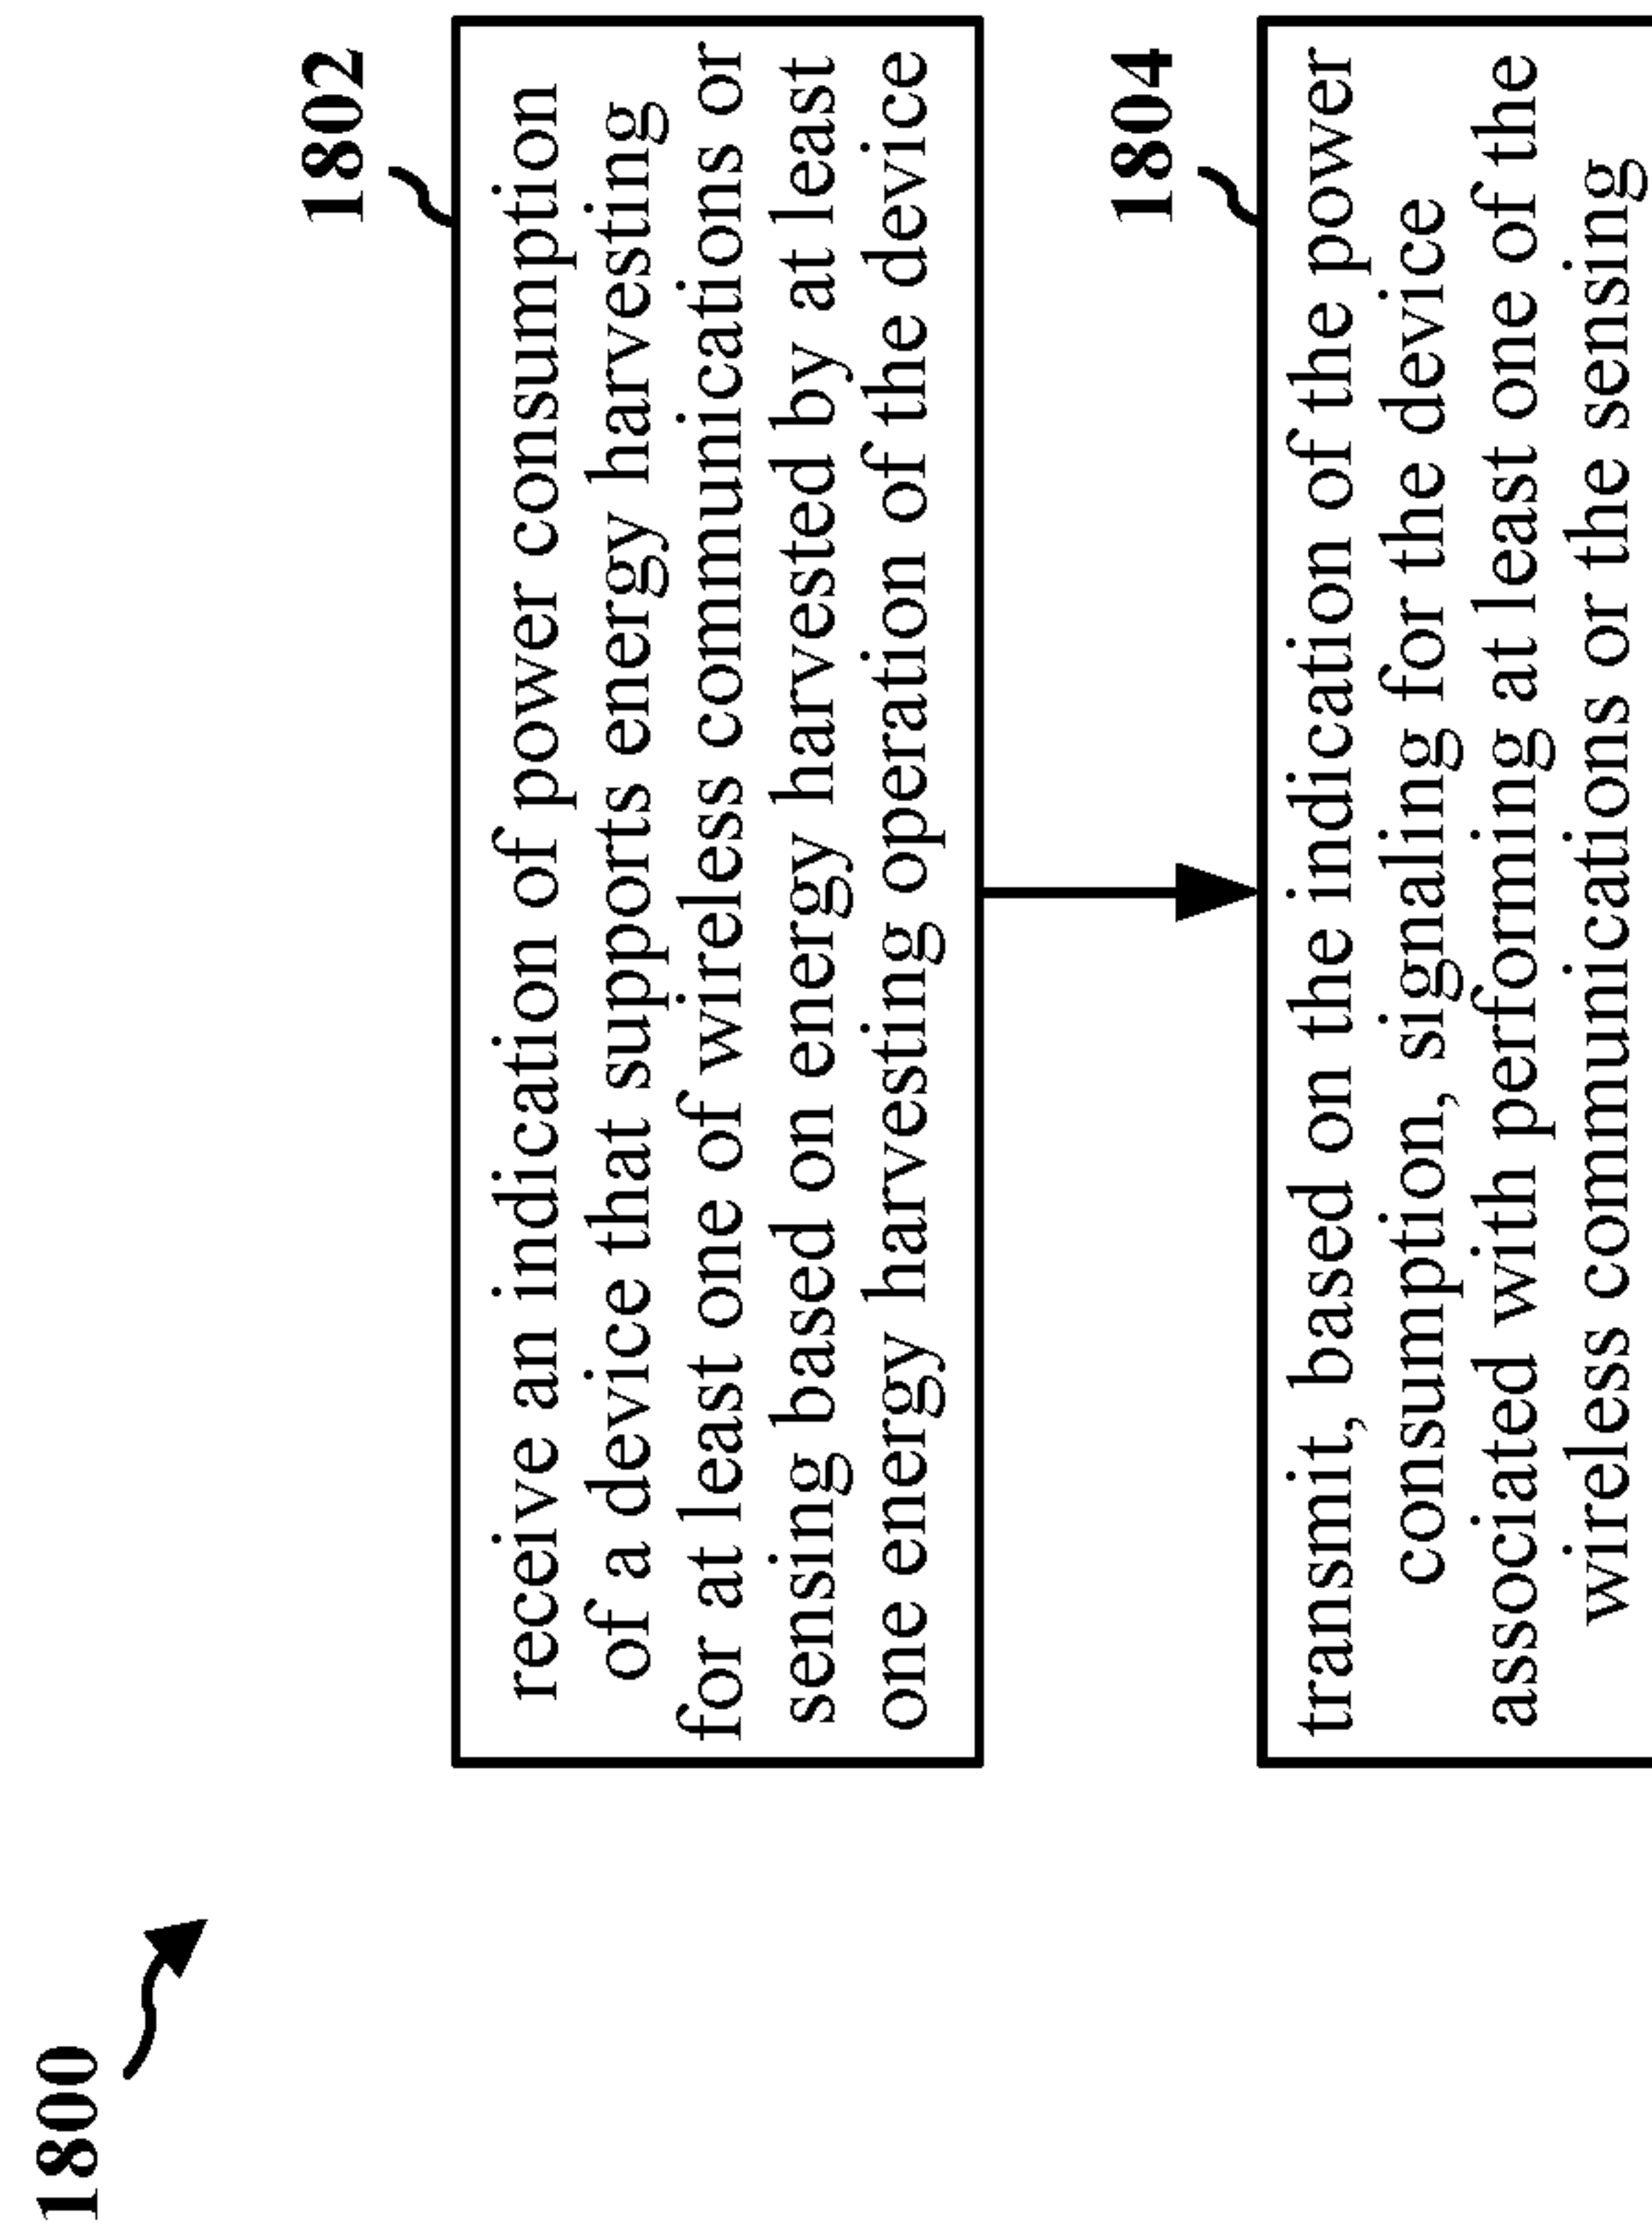 1800
1802
receive an indication of power consumption
of a device that supports energy harvesting
for at least one of wireless communications or
sensing based on energy harvested by at least
one energy harvesting operation of the device
1804
transmit, based on the indication of the power
consumption, signaling for the device
associated with performing at least one of the
wireless communications or the sensing